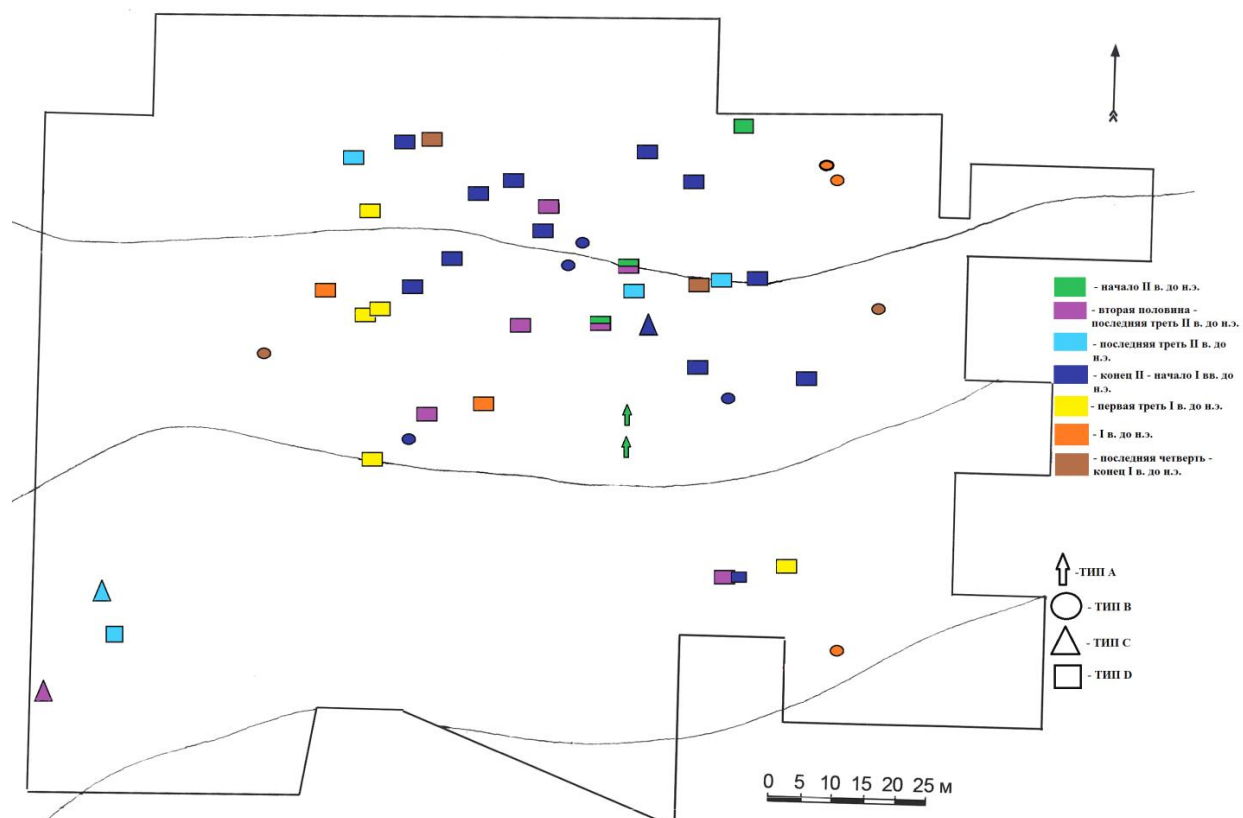 - начало II в. до н.э.
- вторая половина -
последняя треть II в. до н.э.
- последняя треть II в. до
н.э.
- конец II - начало I вв. до
н.э.
- первая треть I в. до н.э.
- I в. до н.э.
- последняя четверть -
конец I в. до н.э.
-ТИП А
- ТИП В
- ТИП С
- ТИП D
0 5 10 15 20 25 м